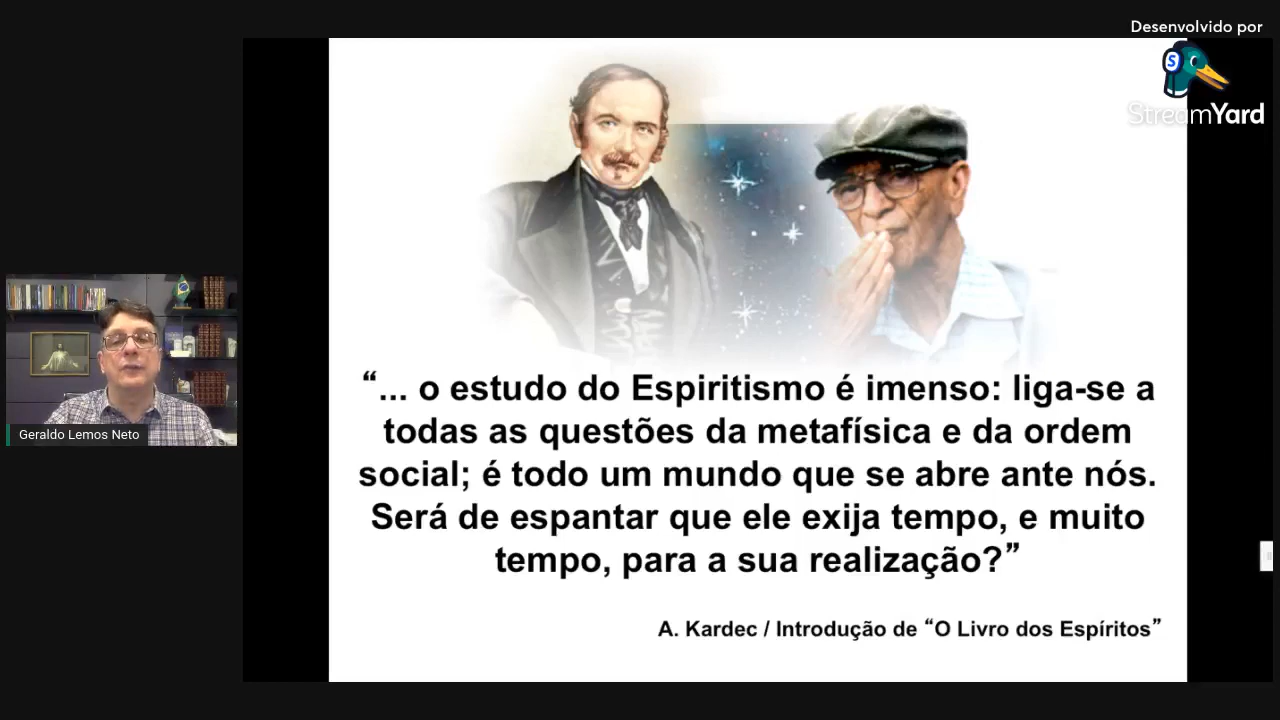 Desenvolvido por
S
StreamYard
“... o estudo do Espiritismo é imenso: liga-se a
todas as questões da metafísica e da ordem
social; é todo um mundo que se abre ante nós.
Será de espantar que ele exija tempo, e muito
tempo, para a sua realização?”
A. Kardec / Introdução de “O Livro dos Espíritos”
Geraldo Lemos Neto